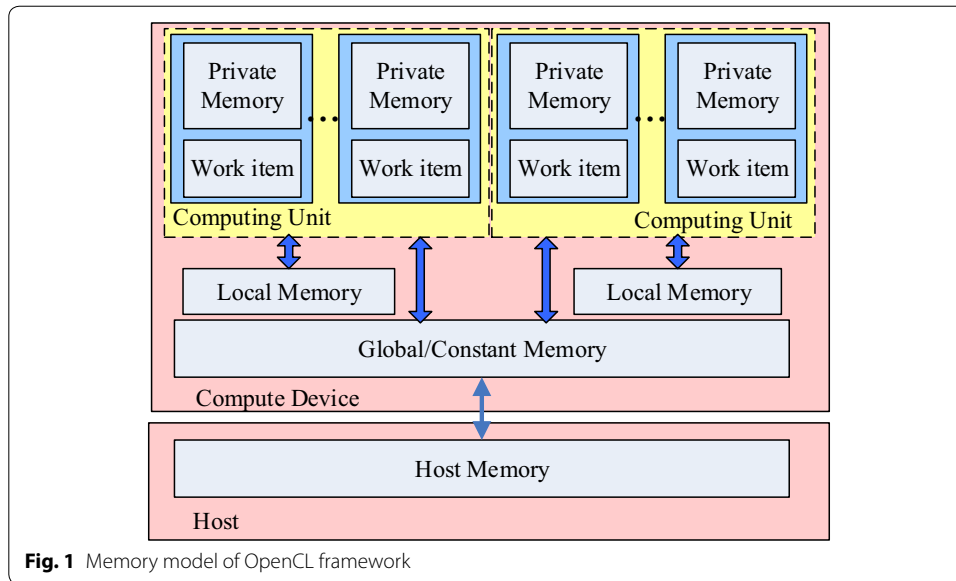 Private Memory
Private Memory
Private Memory
Private Memory
Work item
Work item
Work item
Work item
Computing Unit
Computing Unit
Local Memory
Local Memory
Global/Constant Memory
Compute Device
Host Memory
Host
Fig. 1 Memory model of OpenCL framework